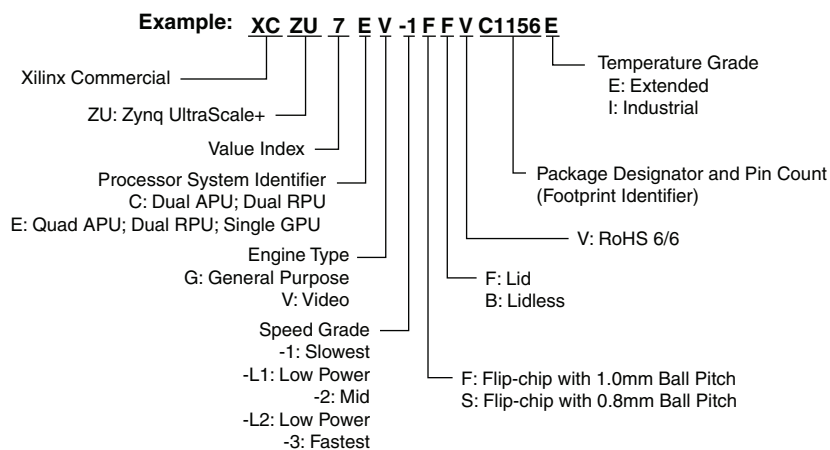 Example: XC ZU 7 E V -1 F F V C1156 E
Xilinx Commercial
ZU: Zynq UltraScale+
Value Index
Processor System Identifier
C: Dual APU; Dual RPU
E: Quad APU; Dual RPU; Single GPU
Engine Type
G: General Purpose
V: Video
Speed Grade
-1: Slowest
-L1: Low Power
-2: Mid
-L2: Low Power
-3: Fastest
Temperature Grade
E: Extended
I: Industrial
Package Designator and Pin Count
(Footprint Identifier)
V: RoHS 6/6
F: Lid
B: Lidless
F: Flip-chip with 1.0mm Ball Pitch
S: Flip-chip with 0.8mm Ball Pitch